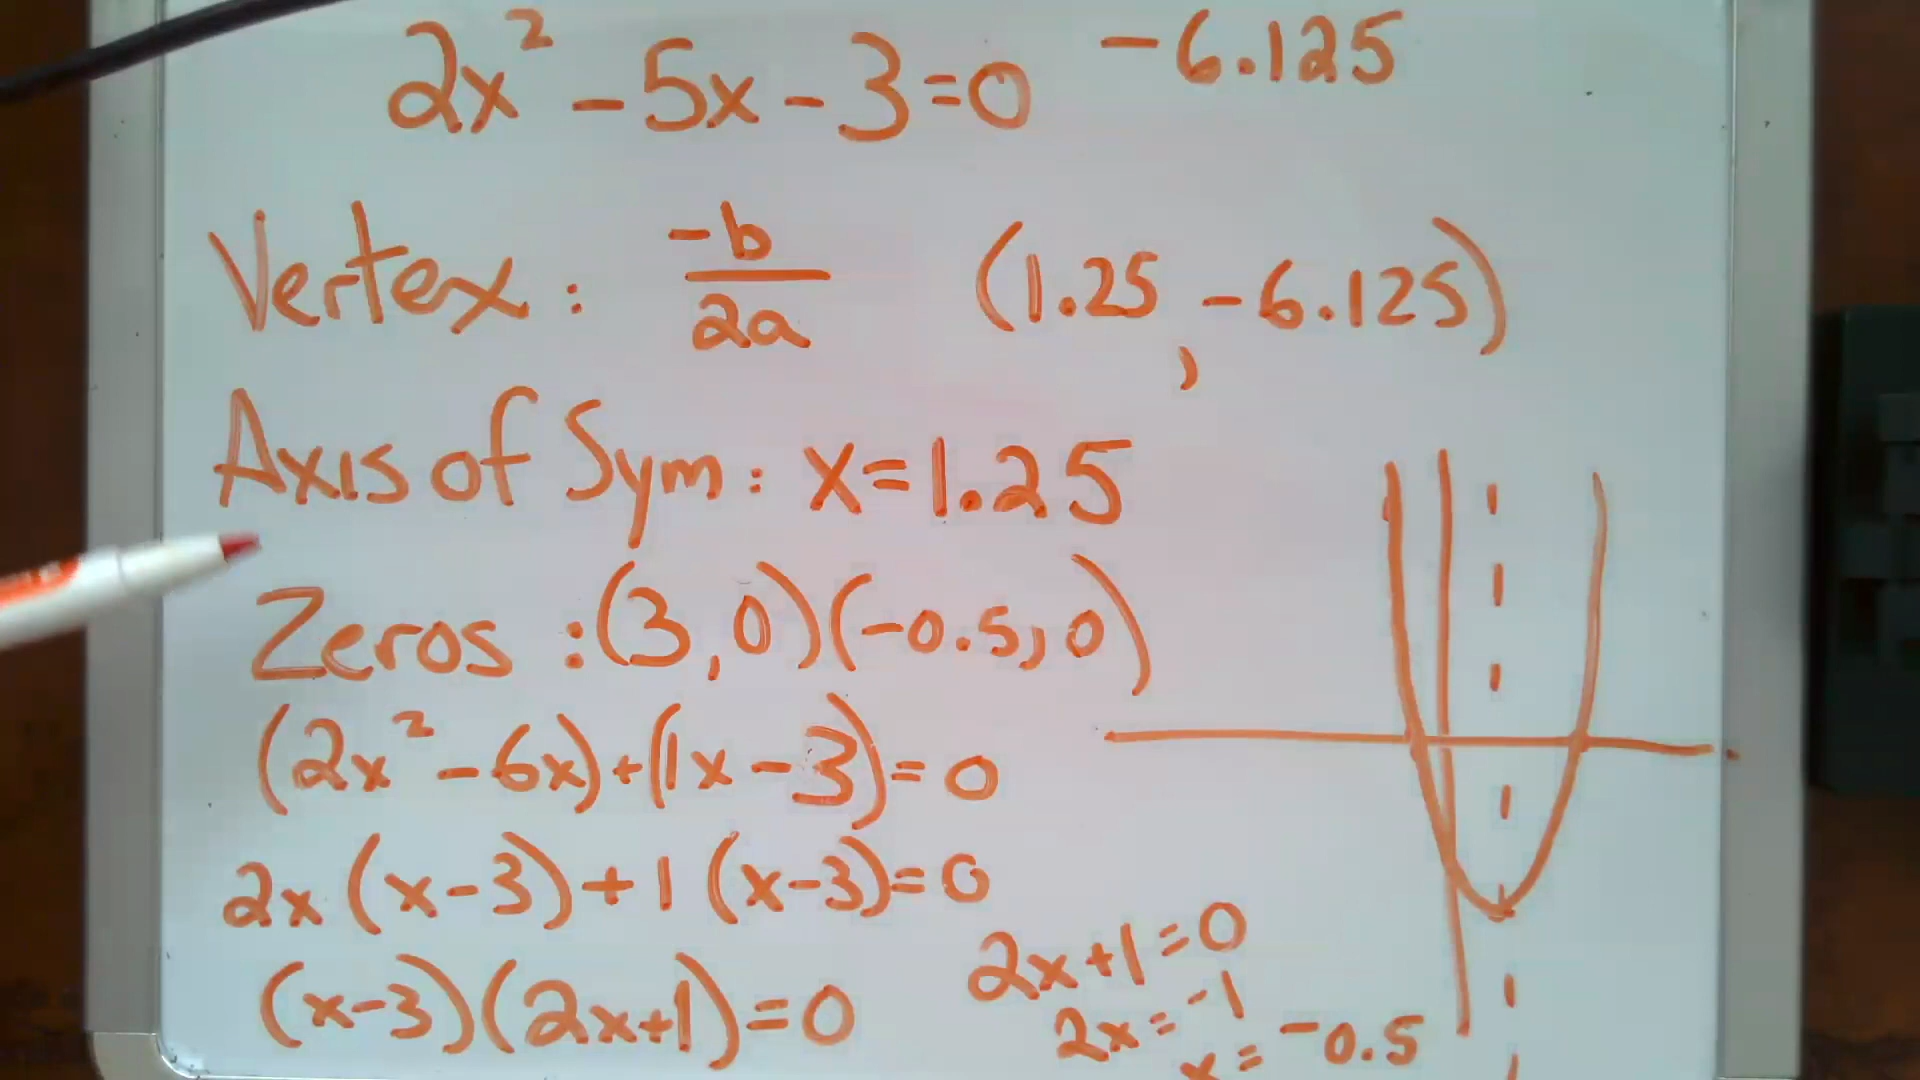 2x² - 5x - 3 = 0 -6.125
Vertex: -b/2a (1.25, -6.125)
Axis of Sym: x = 1.25
Zeros: (3, 0)(-0.5, 0)
(2x² - 6x) + (1x - 3) = 0
2x(x - 3) + 1(x - 3) = 0
(x - 3)(2x + 1) = 0
2x + 1 = 0
2x = -1
x = -0.5